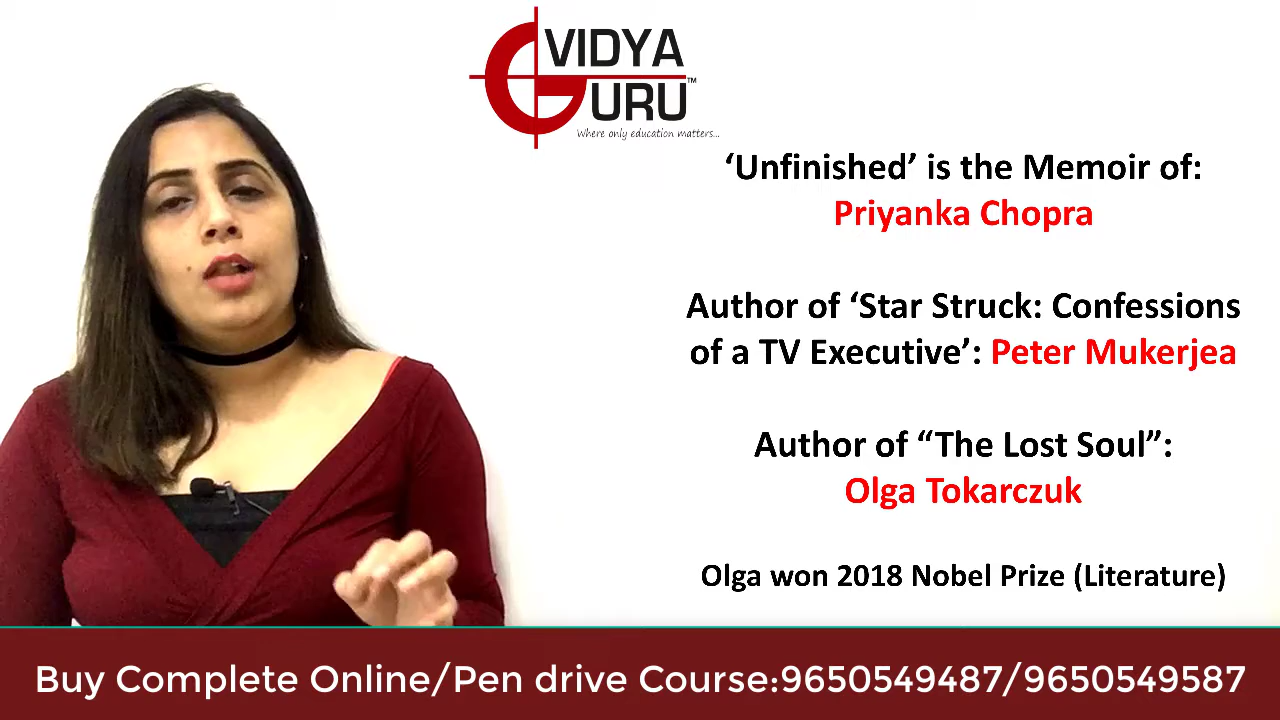 VIDYA
GURU™
Where only education matters...
‘Unfinished’ is the Memoir of:
Priyanka Chopra
Author of ‘Star Struck: Confessions
of a TV Executive’: Peter Mukerjea
Author of “The Lost Soul”:
Olga Tokarczuk
Olga won 2018 Nobel Prize (Literature)
Buy Complete Online/Pen drive Course:9650549487/9650549587